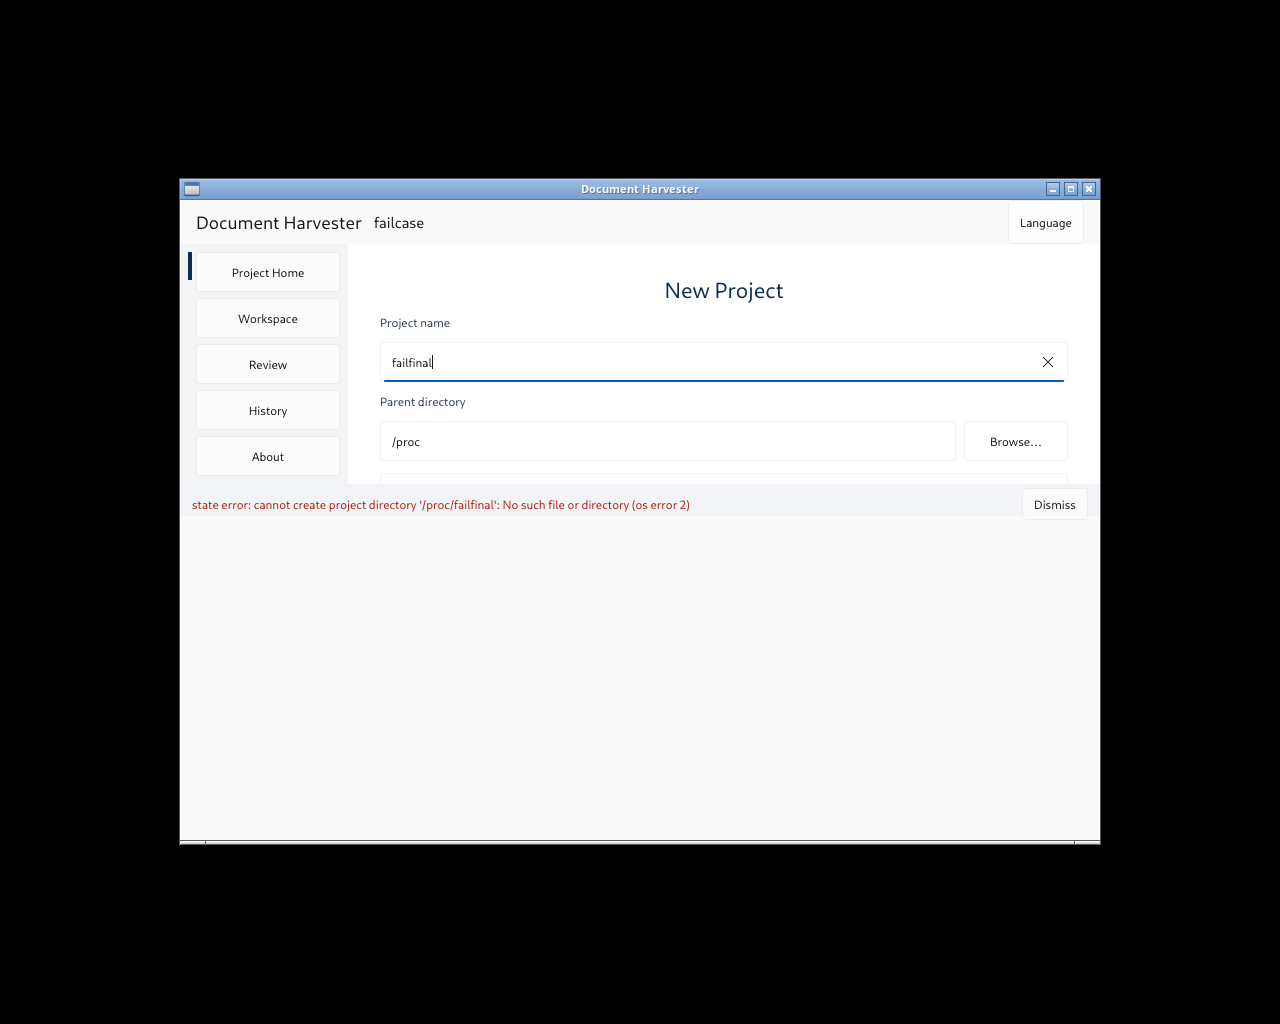 Document Harvester
Document Harvester failcase
Language
Project Home
Workspace
Review
History
About
New Project
Project name
failfinal
Parent directory
/proc
Browse...
state error: cannot create project directory '/proc/failfinal': No such file or directory (os error 2)
Dismiss